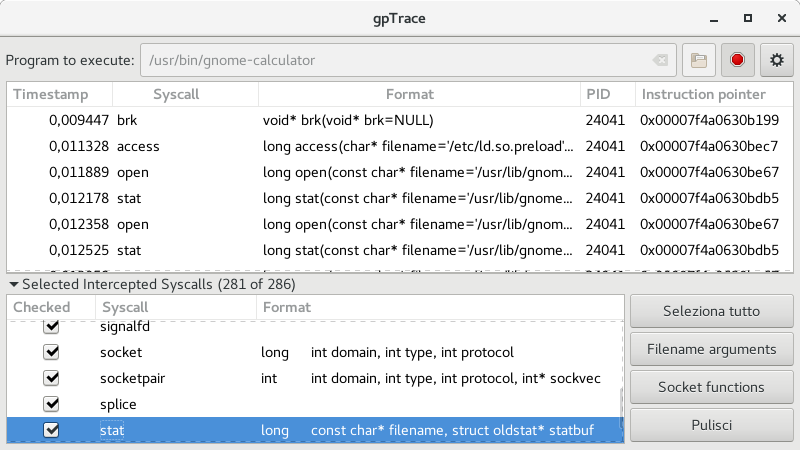 gpTrace
Program to execute: /usr/bin/gnome-calculator
Timestamp Syscall Format PID Instruction pointer
0,009447 brk void* brk(void* brk=NULL) 24041 0x00007f4a0630b199
0,011328 access long access(char* filename='/etc/ld.so.preload'... 24041 0x00007f4a0630bec7
0,011889 open long open(const char* filename='/usr/lib/gnom... 24041 0x00007f4a0630be67
0,012178 stat long stat(const char* filename='/usr/lib/gnome... 24041 0x00007f4a0630bdb5
0,012358 open long open(const char* filename='/usr/lib/gnom... 24041 0x00007f4a0630be67
0,012525 stat long stat(const char* filename='/usr/lib/gnome... 24041 0x00007f4a0630bdb5
Selected Intercepted Syscalls (281 of 286)
Checked Syscall Format
signalfd
socket long int domain, int type, int protocol
socketpair int int domain, int type, int protocol, int* sockvec
splice
stat long const char* filename, struct oldstat* statbuf
Seleziona tutto
Filename arguments
Socket functions
Pulisci